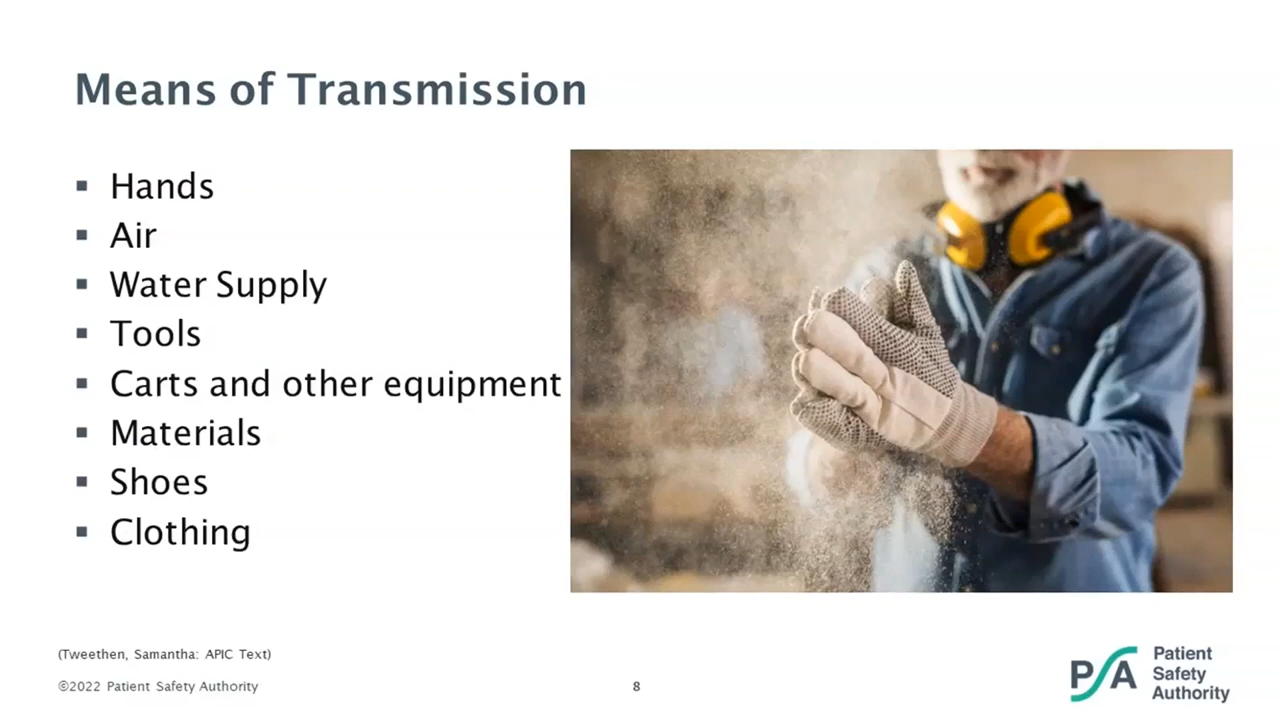 Means of Transmission
▪ Hands
▪ Air
▪ Water Supply
▪ Tools
▪ Carts and other equipment
▪ Materials
▪ Shoes
▪ Clothing
(Tweethen, Samantha: APIC Text)
©2022 Patient Safety Authority
8
PSA
Patient
Safety
Authority